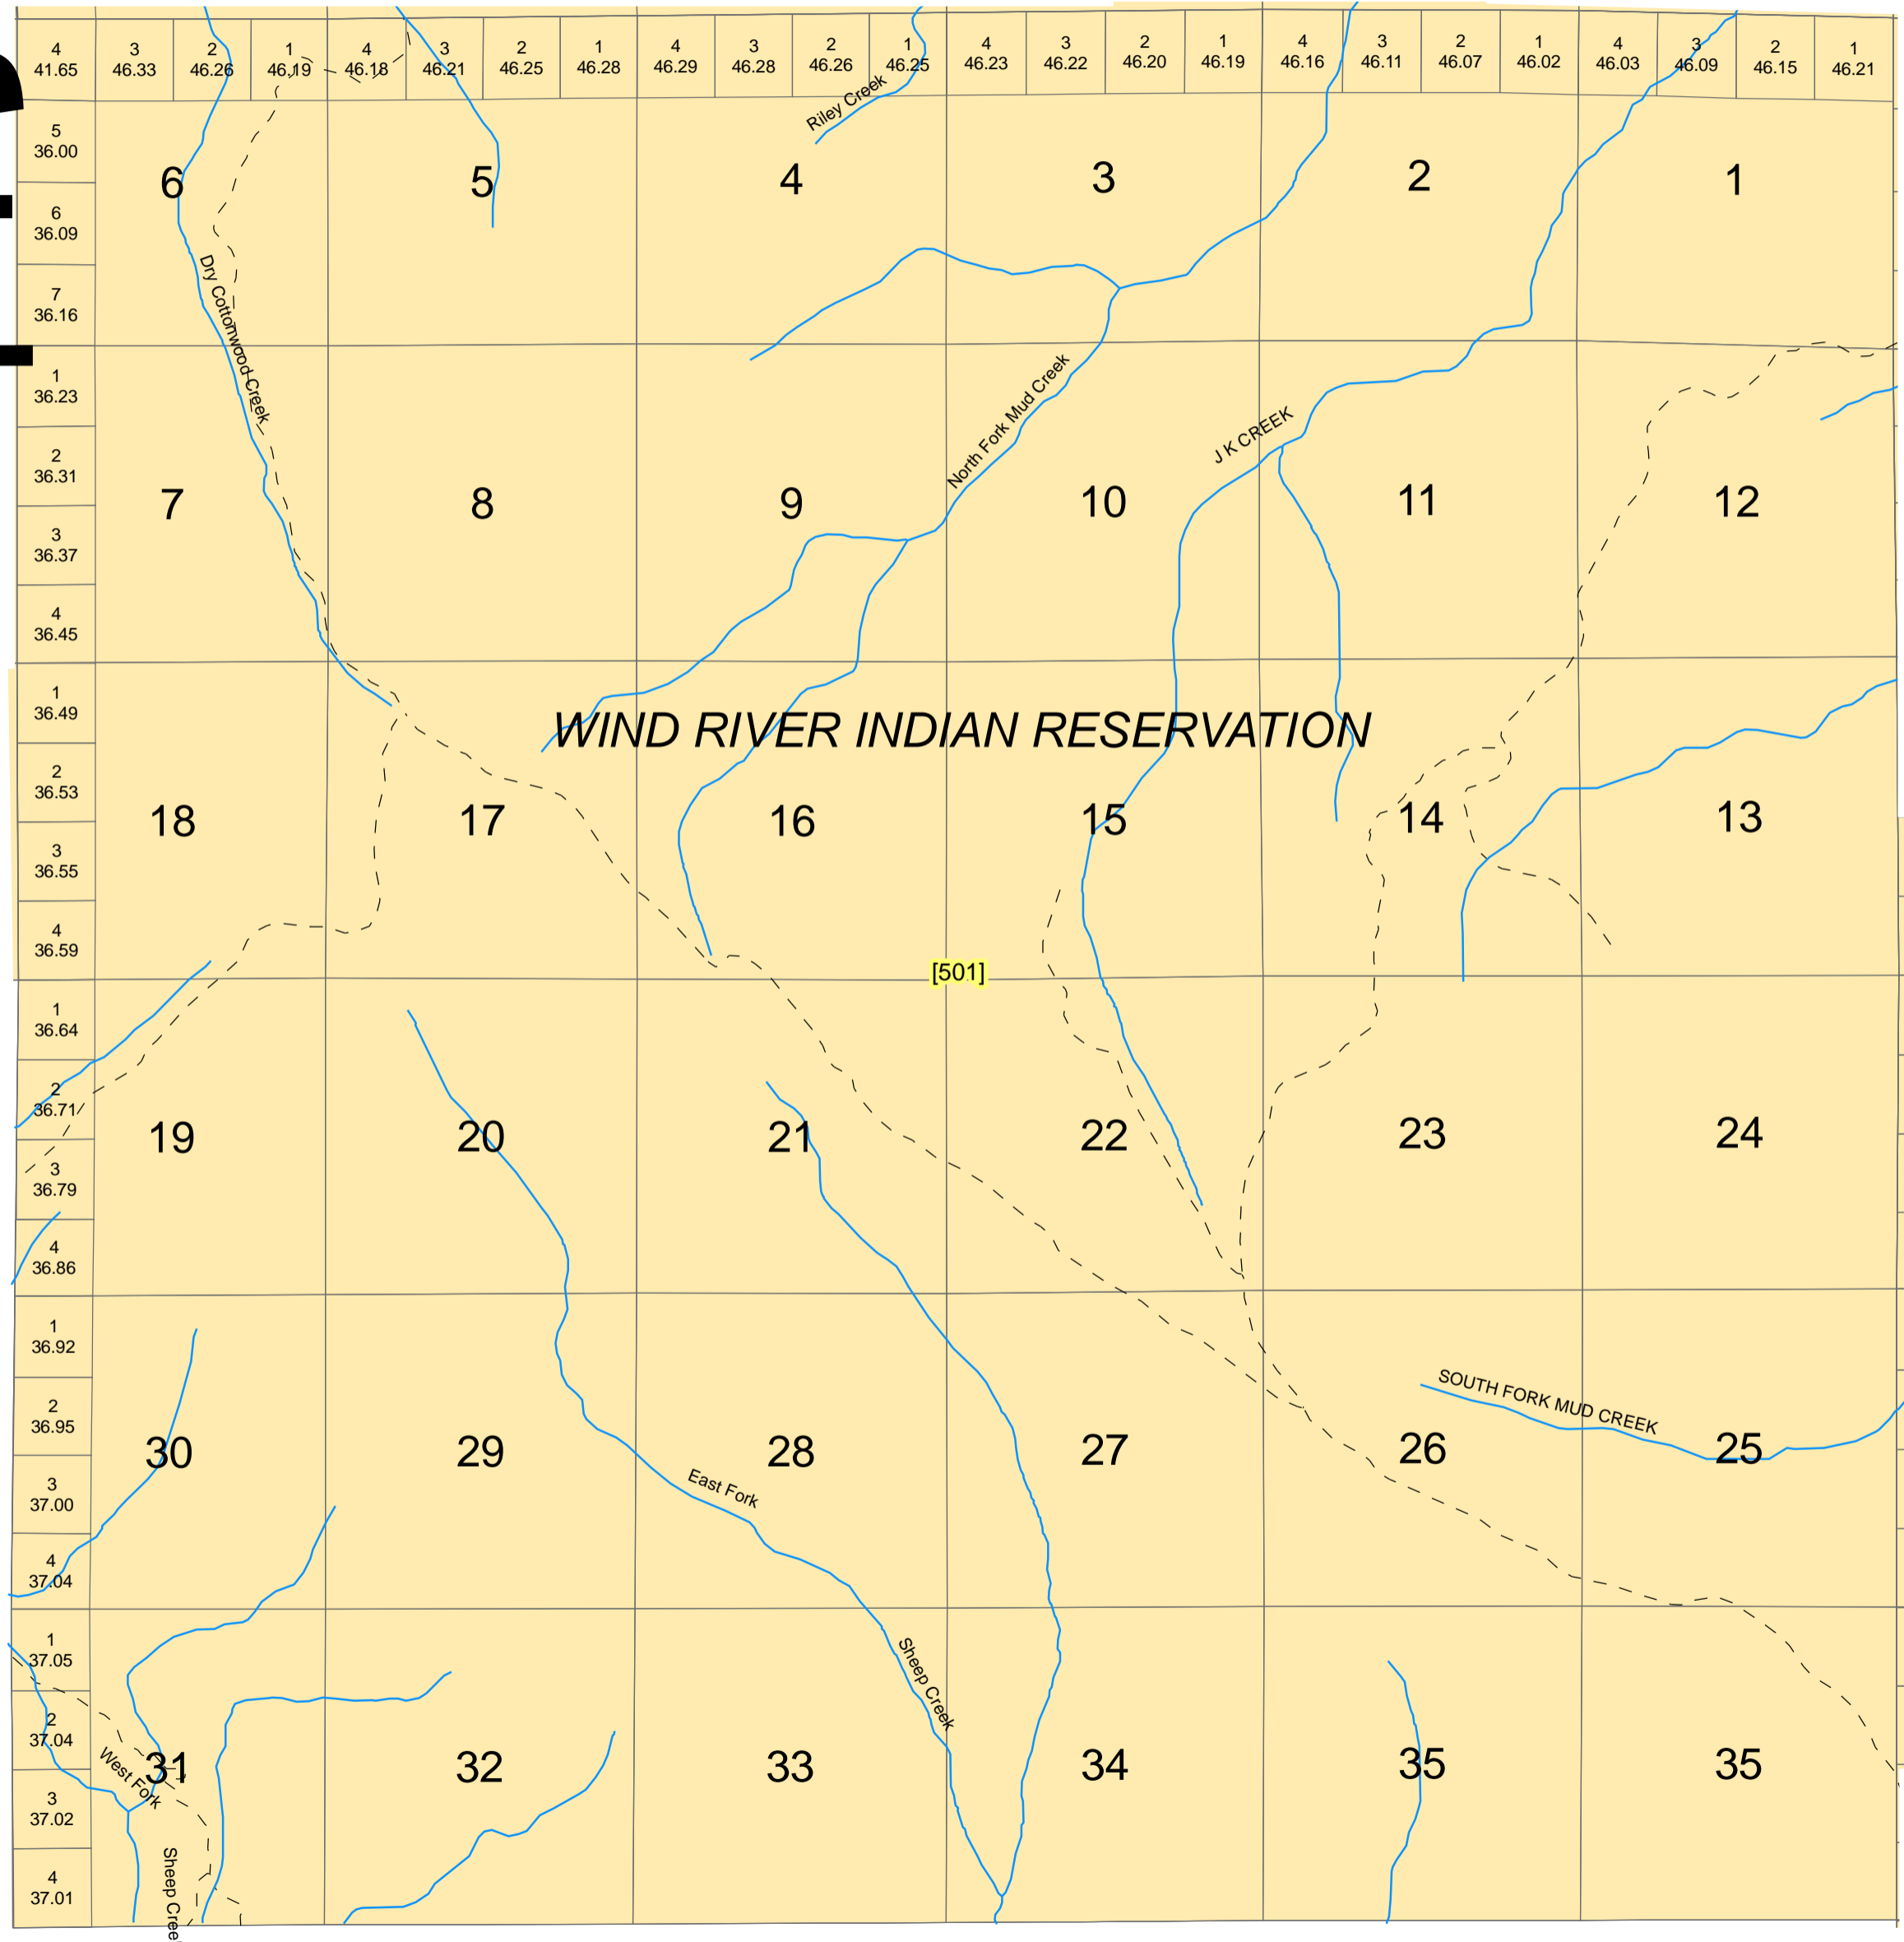 4 3 2 1 4 3 2 1 4 3 2 1 4 3 2 1 4 3 2 1 4 3 2 1
41.65 46.33 46.26 46.19 46.18 46.21 46.25 46.28 46.29 46.28 46.26 46.25 46.23 46.22 46.20 46.19 46.16 46.11 46.07 46.02 46.03 46.09 46.15 46.21
Riley Creek
5
36.00
6 5 4 3 2 1
6
36.09
Dry Cottonwood Creek
7
36.16
1
36.23
North Fork Mud Creek
J K CREEK
2
36.31
7 8 9 10 11 12
3
36.37
4
36.45
1
36.49
WIND RIVER INDIAN RESERVATION
2
36.53
18 17 16 15 14 13
3
36.55
4
36.59
[501]
1
36.64
2
36.71
19 20 21 22 23 24
3
36.79
4
36.86
1
36.92
SOUTH FORK MUD CREEK
2
36.95
30 29 28 27 26 25
East Fork
3
37.00
4
37.04
1
37.05
Sheep Creek
2
37.04
West Fork
31 32 33 34 35 35
3
37.02
4
37.01
Sheep Cree